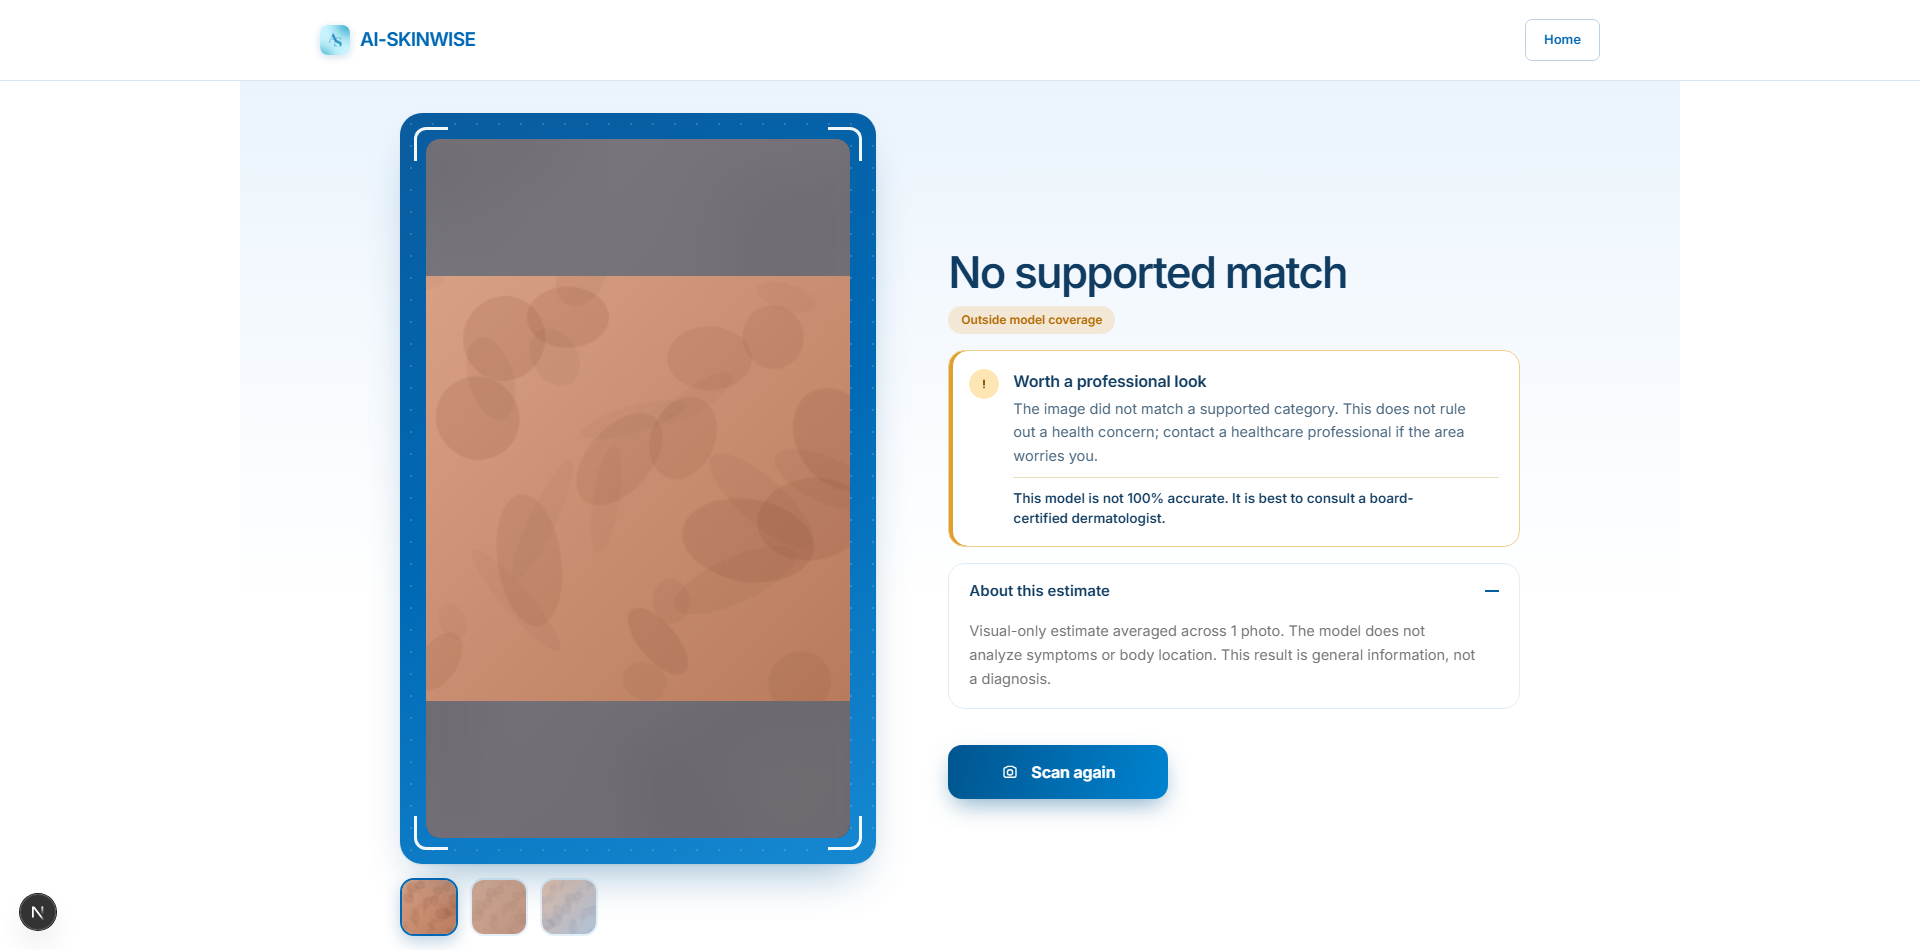 AI-SKINWISE
Home
No supported match
Outside model coverage
!
Worth a professional look
The image did not match a supported category. This does not rule
out a health concern; contact a healthcare professional if the area
worries you.
This model is not 100% accurate. It is best to consult a board-
certified dermatologist.
About this estimate
Visual-only estimate averaged across 1 photo. The model does not
analyze symptoms or body location. This result is general information, not
a diagnosis.
Scan again
N